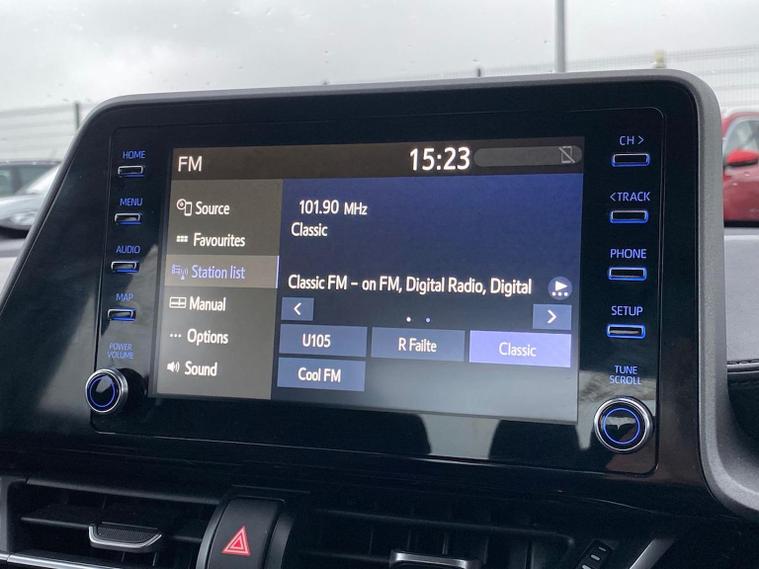 HOME
MENU
AUDIO
MAP
POWER
VOLUME
FM
15:23
Source
Favourites
Station list
Manual
Options
Sound
101.90 MHz
Classic
Classic FM – on FM, Digital Radio, Digital
<
>
U105
R Failte
Classic
Cool FM
CH >
< TRACK
PHONE
SETUP
TUNE
SCROLL